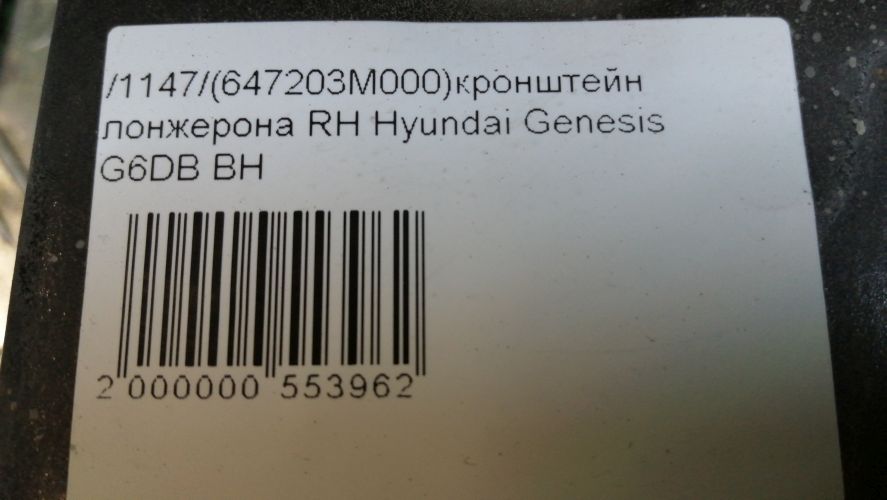 /1147/(647203M000)кронштейн
лонжерона RH Hyundai Genesis
G6DB BH
2 000000 553962